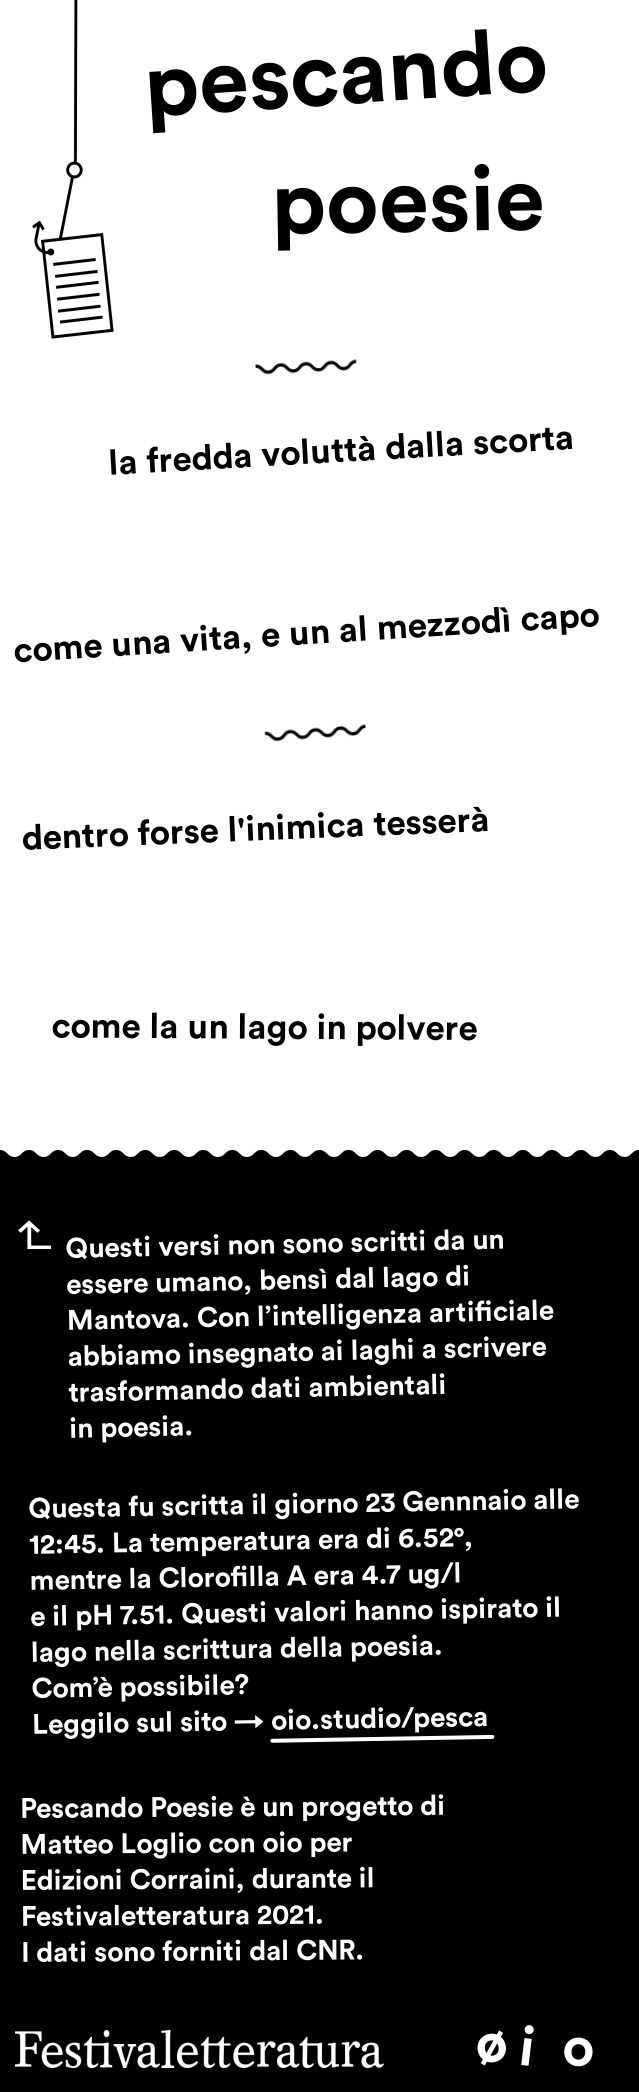 pescando
poesie
la fredda voluttà dalla scorta
come una vita, e un al mezzodì capo
dentro forse l'inimica tesserà
come la un lago in polvere
Questi versi non sono scritti da un
essere umano, bensì dal lago di
Mantova. Con l’intelligenza artificiale
abbiamo insegnato ai laghi a scrivere
trasformando dati ambientali
in poesia.
Questa fu scritta il giorno 23 Gennnaio alle
12:45. La temperatura era di 6.52°,
mentre la Clorofilla A era 4.7 ug/l
e il pH 7.51. Questi valori hanno ispirato il
lago nella scrittura della poesia.
Com’è possibile?
Leggilo sul sito → oio.studio/pesca
Pescando Poesie è un progetto di
Matteo Loglio con oio per
Edizioni Corraini, durante il
Festivaletteratura 2021.
I dati sono forniti dal CNR.
Festivaletteratura
øio